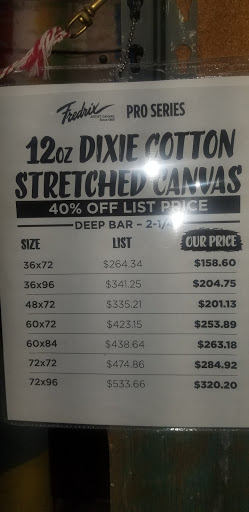 Fredrix PRO SERIES
12oz DIXIE COTTON
STRETCHED CANVAS
40% OFF LIST PRICE
DEEP BAR – 2-1/
SIZE LIST OUR PRICE
36x72 $264.34 $158.60
36x96 $341.25 $204.75
48x72 $335.21 $201.13
60x72 $423.15 $253.89
60x84 $438.64 $263.18
72x72 $474.86 $284.92
72x96 $533.66 $320.20